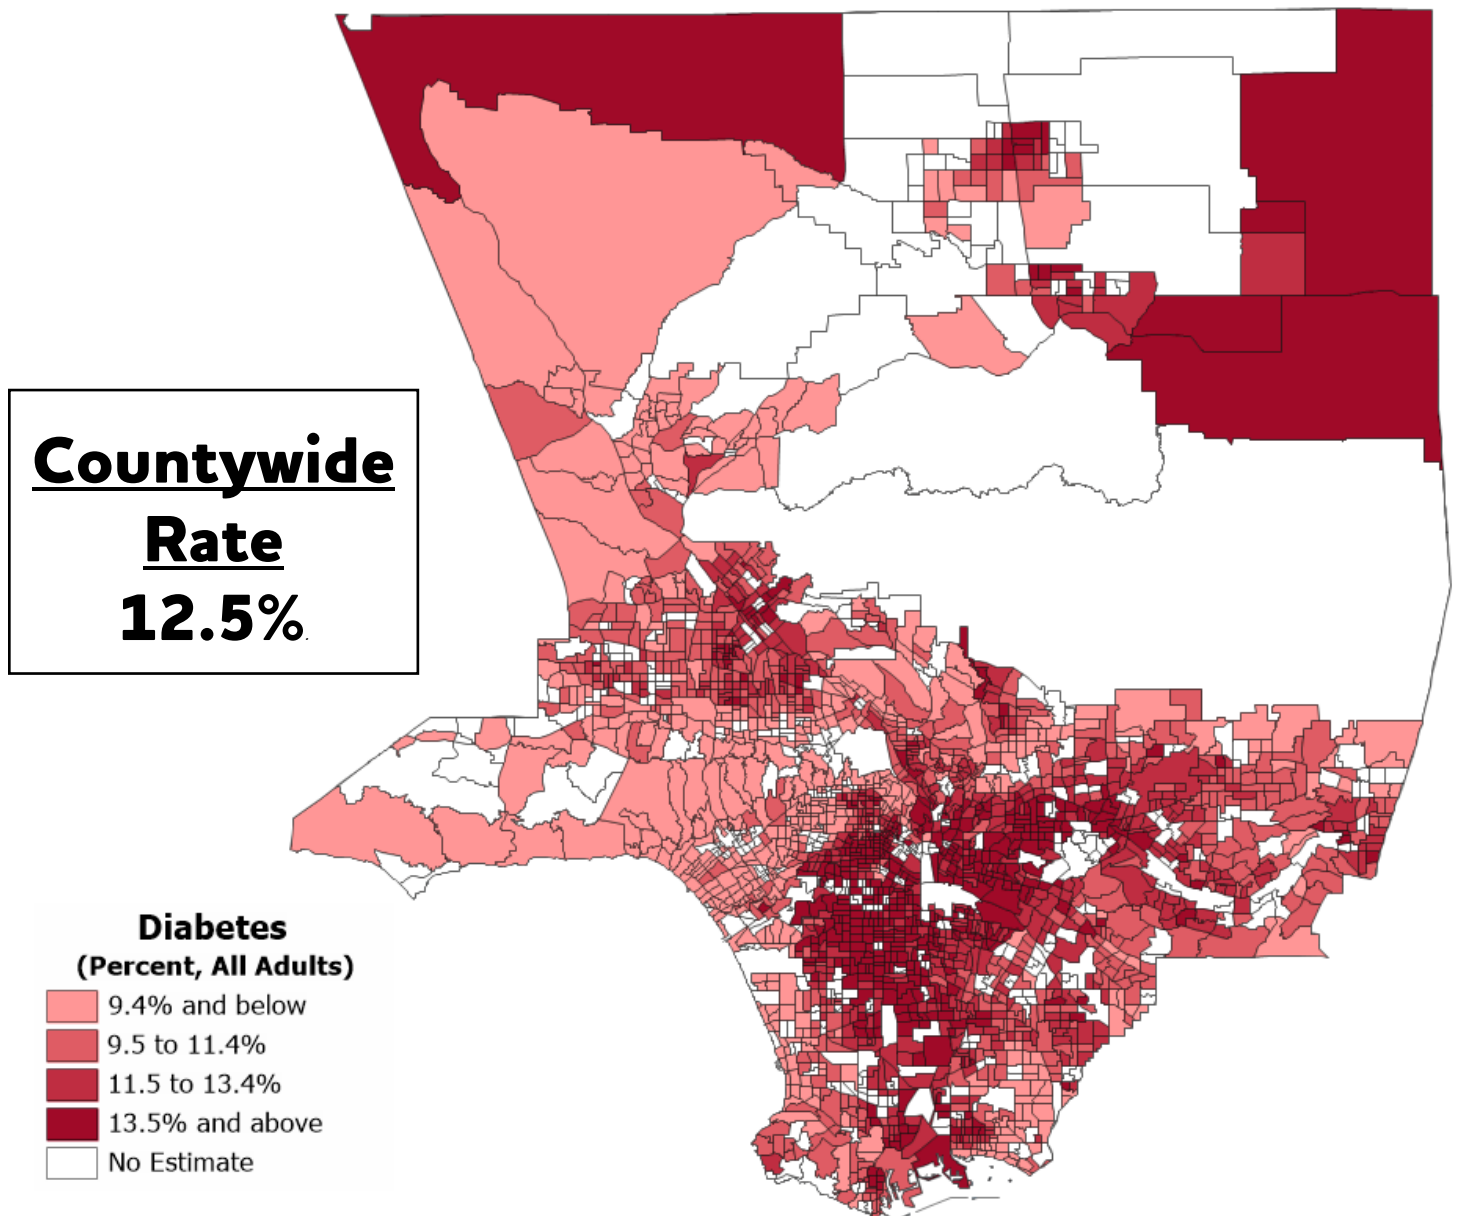 Countywide
Rate
12.5%.
Diabetes
(Percent, All Adults)
9.4% and below
9.5 to 11.4%
11.5 to 13.4%
13.5% and above
No Estimate